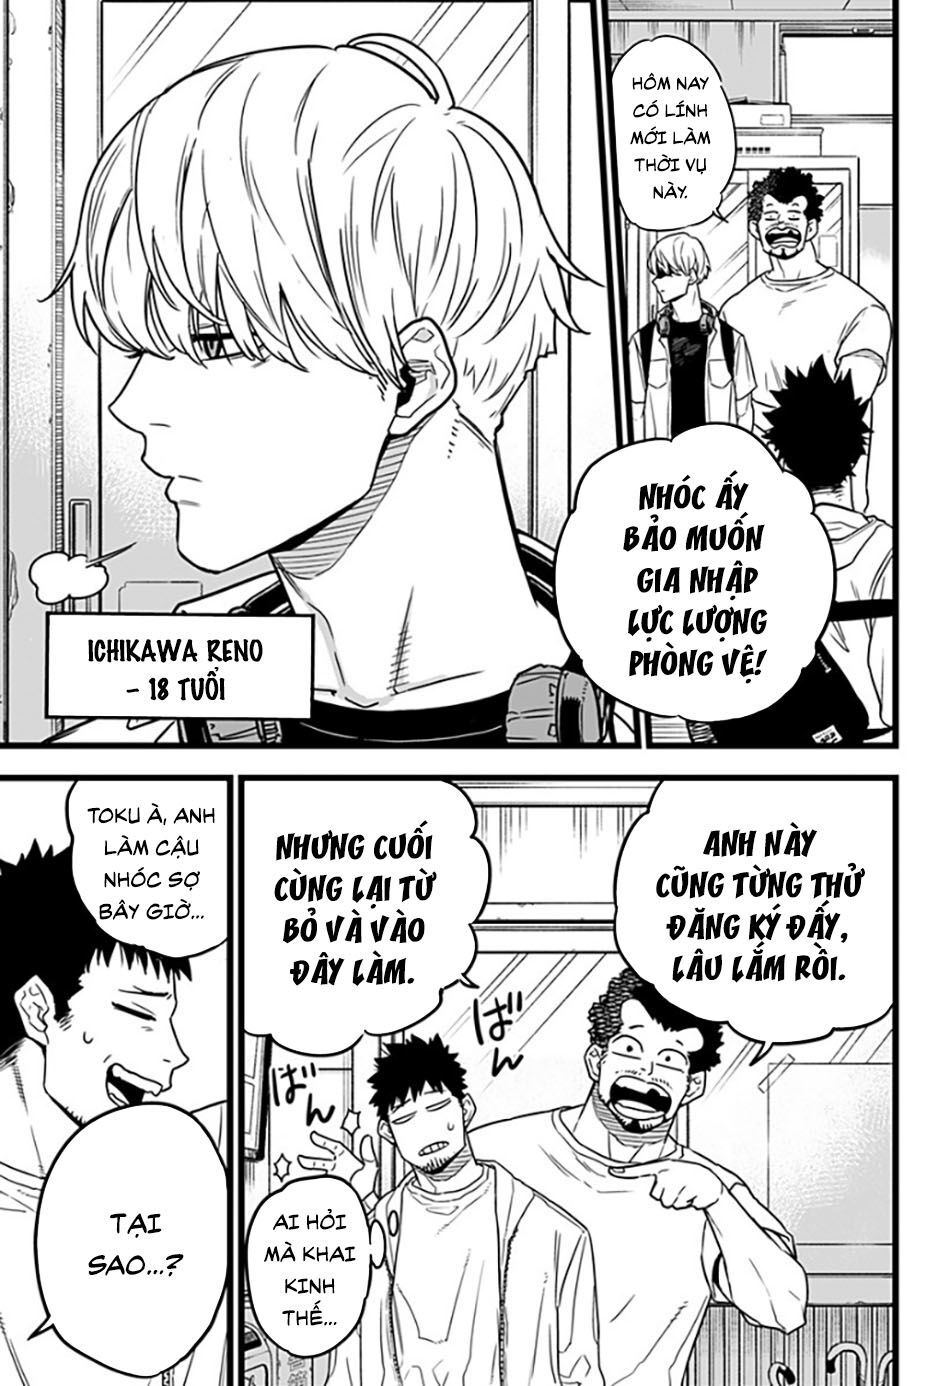 HÔM NAY
CÓ LÍNH
MỚI LÀM
THỜI VỤ
NÀY.
NHÓC ẤY
BẢO MUỐN
GIA NHẬP
LỰC LƯỢNG
PHÒNG VỆ!
ICHIKAWA RENO
- 18 TUỔI
ANH NÀY
CŨNG TỪNG THỬ
ĐĂNG KÝ ĐẤY,
LÂU LẮM RỒI.
NHƯNG CUỐI
CÙNG LẠI TỪ
BỎ VÀ VÀO
ĐÂY LÀM.
ばん
ばん
AI HỎI
MÀ KHAI
KINH
THẾ...
TOKU À, ANH
LÀM CẬU
NHÓC SỢ
BÂY GIỜ...
TẠI
SAO...?